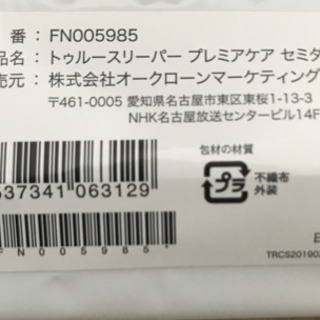 番：FN005985
品名：トゥルースリーパー プレミアケア セミダ
売元：株式会社オークローンマーケティング
〒461-0005 愛知県名古屋市東区東桜1-13-3
NHK名古屋放送センタービル14F
包材の材質
プラ
不織布
外装
537341 063129
FN005985*
TRCS20190